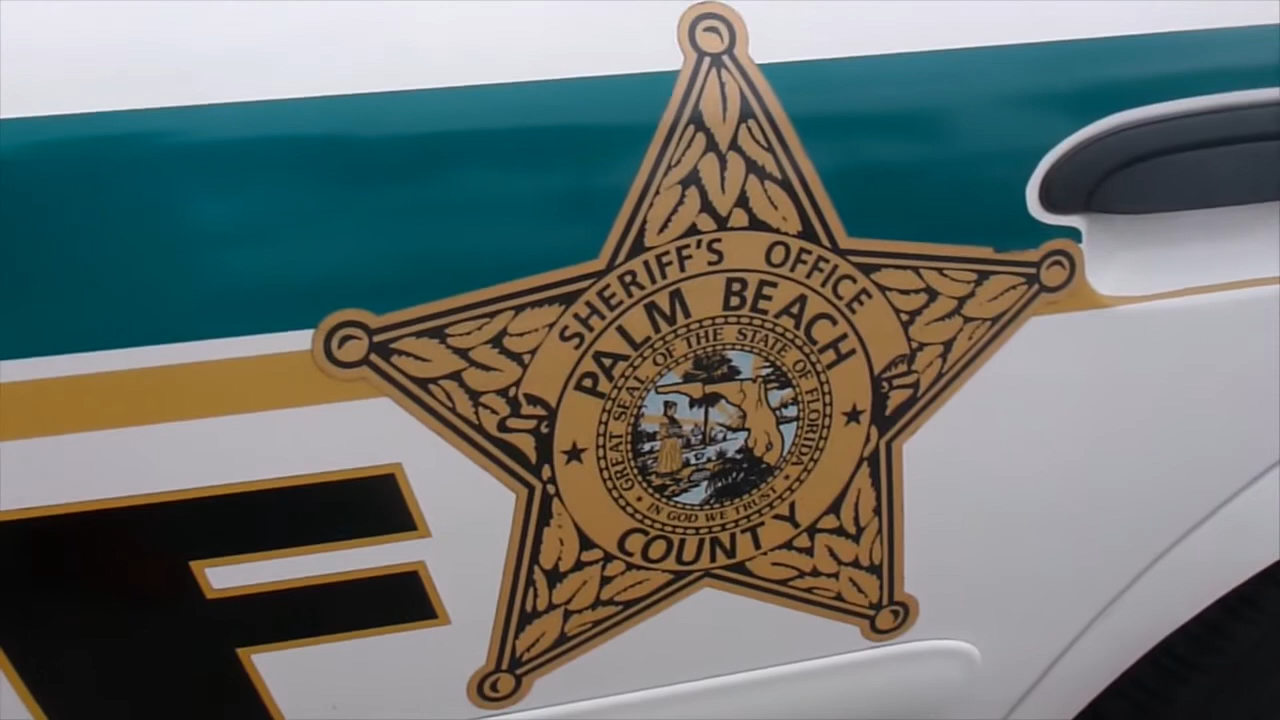 SHERIFF'S OFFICE
PALM BEACH
COUNTY
GREAT SEAL OF THE STATE OF FLORIDA
IN GOD WE TRUST
F